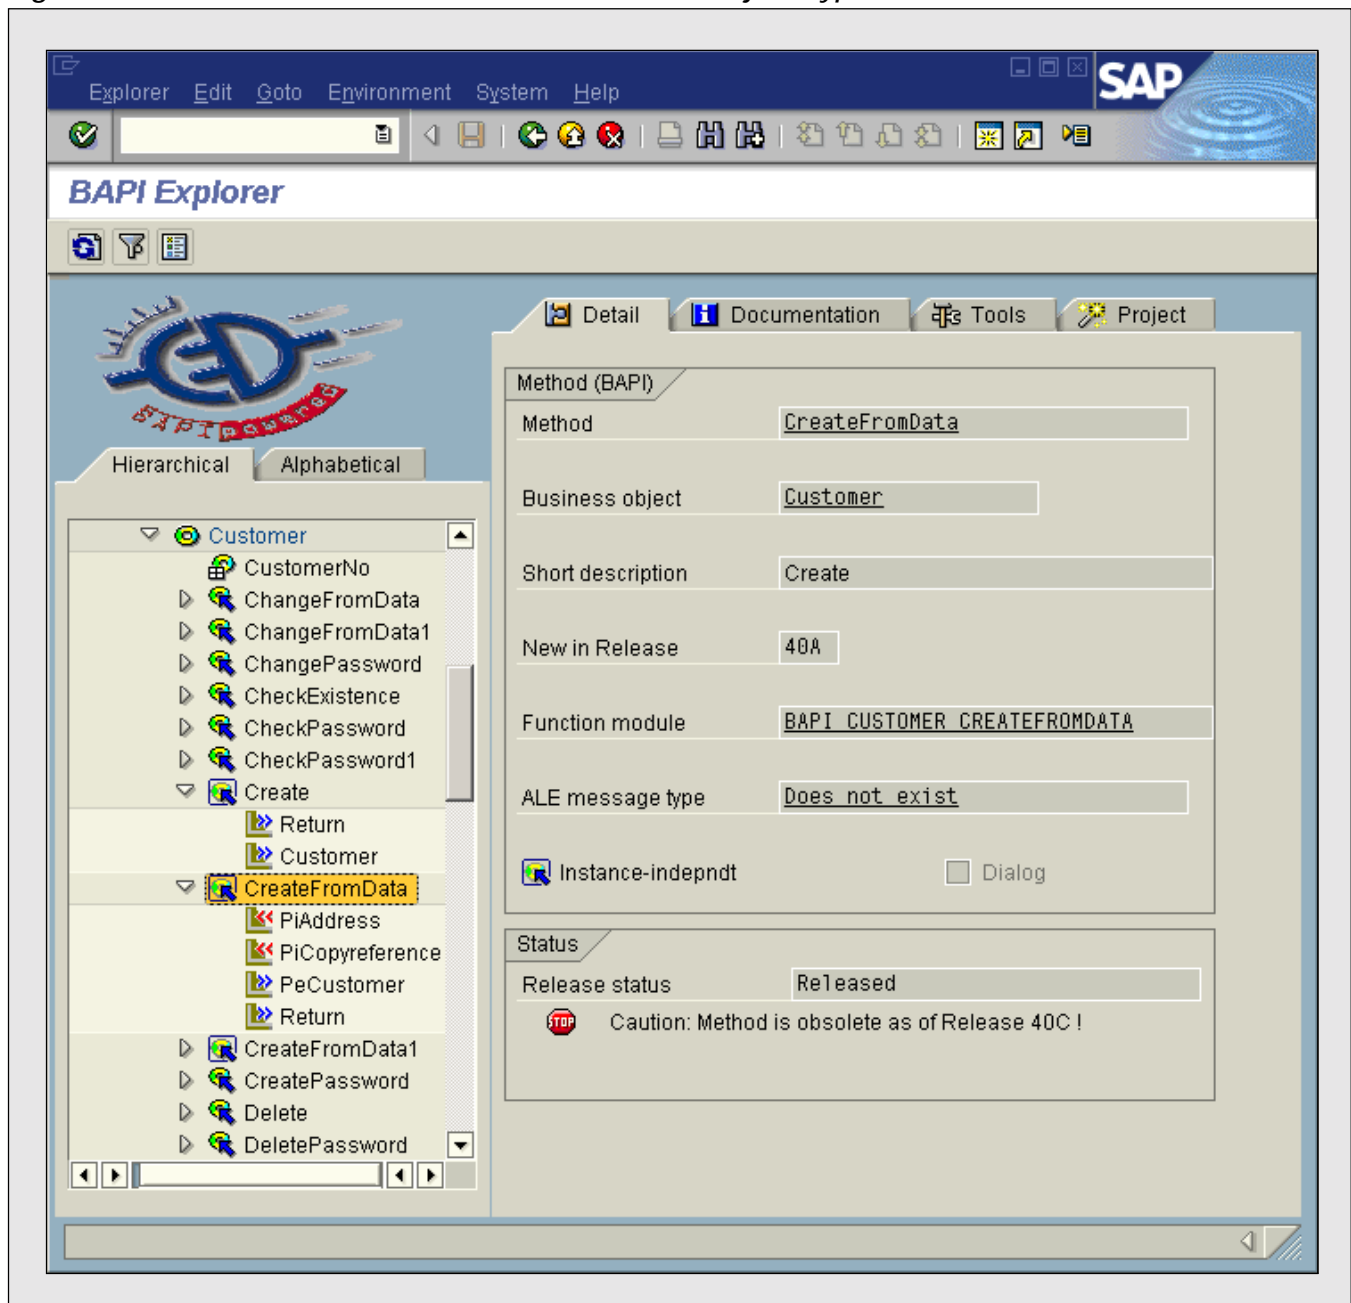 Explorer Edit Goto Environment System Help
SAP
BAPI Explorer
BAPI Powered
Detail Documentation Tools Project
Hierarchical Alphabetical
Customer
CustomerNo
ChangeFromData
ChangeFromData1
ChangePassword
CheckExistence
CheckPassword
CheckPassword1
Create
Return
Customer
CreateFromData
PiAddress
PiCopyreference
PeCustomer
Return
CreateFromData1
CreatePassword
Delete
DeletePassword
Method (BAPI)
Method CreateFromData
Business object Customer
Short description Create
New in Release 40A
Function module BAPI_CUSTOMER_CREATEFROMDATA
ALE message type Does not exist
Instance-indepndt Dialog
Status
Release status Released
STOP Caution: Method is obsolete as of Release 40C !